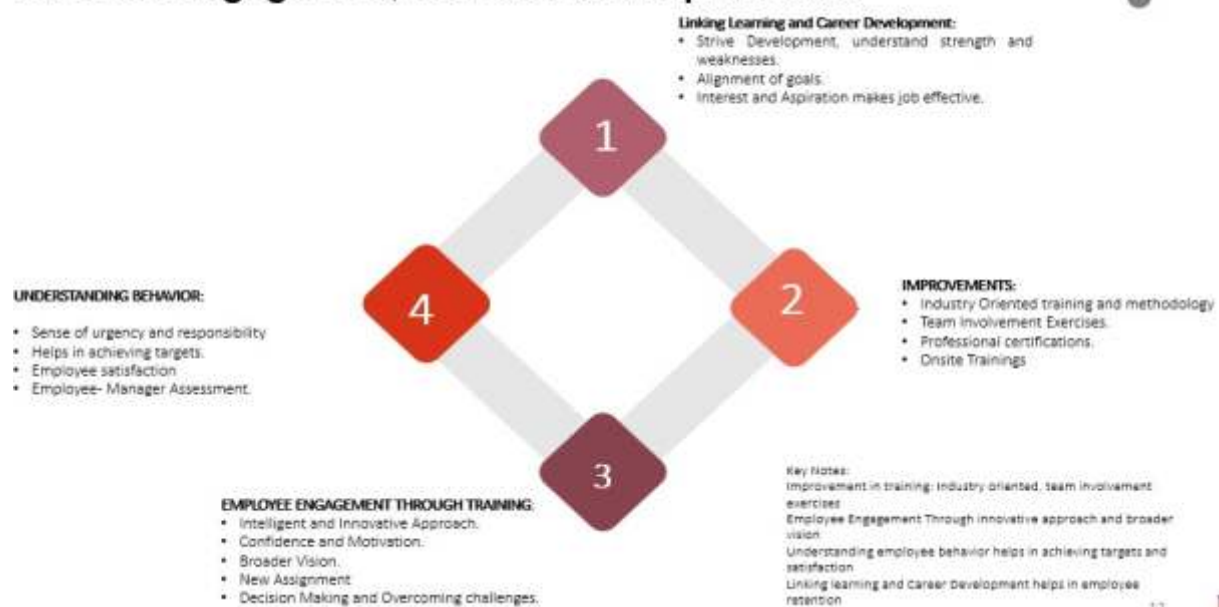 Linking Learning and Career Development:
• Strive Development, understand strength and
weaknesses.
• Alignment of goals.
• Interest and Aspiration makes job effective.
1
2
IMPROVEMENTS:
• Industry Oriented training and methodology
• Team Involvement Exercises.
• Professional certifications.
• Onsite Trainings
4
UNDERSTANDING BEHAVIOR:
• Sense of urgency and responsibility
• Helps in achieving targets.
• Employee satisfaction
• Employee- Manager Assessment.
3
EMPLOYEE ENGAGEMENT THROUGH TRAINING:
• Intelligent and Innovative Approach.
• Confidence and Motivation.
• Broader Vision.
• New Assignment
• Decision Making and Overcoming challenges.
Key Notes:
Improvement in training: Industry oriented, team involvement
exercises
Employee Engagement Through innovative approach and broader
vision
Understanding employee behavior helps in achieving targets and
satisfaction
Linking learning and Career Development helps in employee
retention